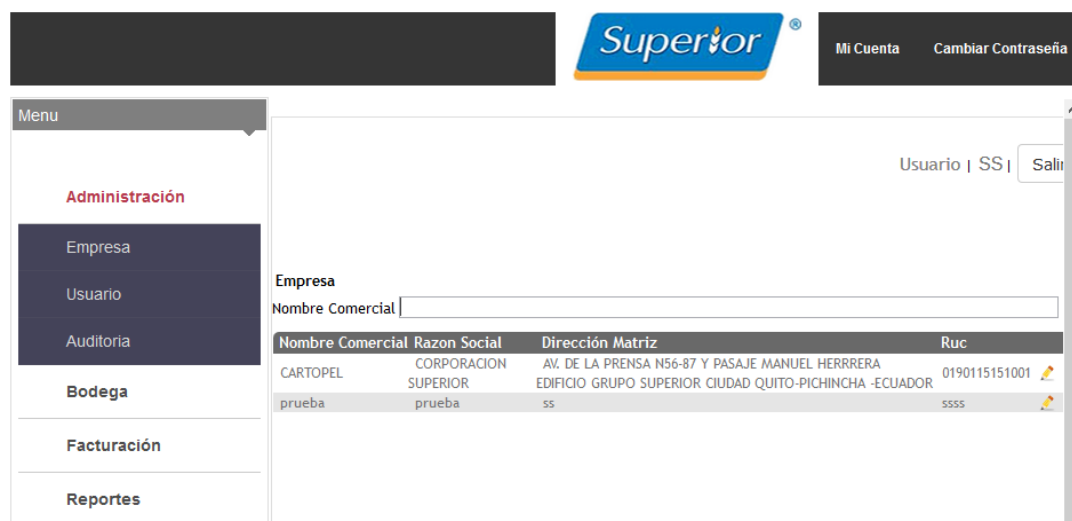 Superior ®
Mi Cuenta Cambiar Contraseña
Menu
Usuario | SS | Salir
Administración
Empresa
Usuario
Auditoria
Bodega
Facturación
Reportes
Empresa
Nombre Comercial
Nombre Comercial Razon Social Dirección Matriz Ruc
CARTOPEL CORPORACION SUPERIOR AV. DE LA PRENSA N56-87 Y PASAJE MANUEL HERRRERA EDIFICIO GRUPO SUPERIOR CIUDAD QUITO-PICHINCHA -ECUADOR 0190115151001
prueba prueba ss ssss